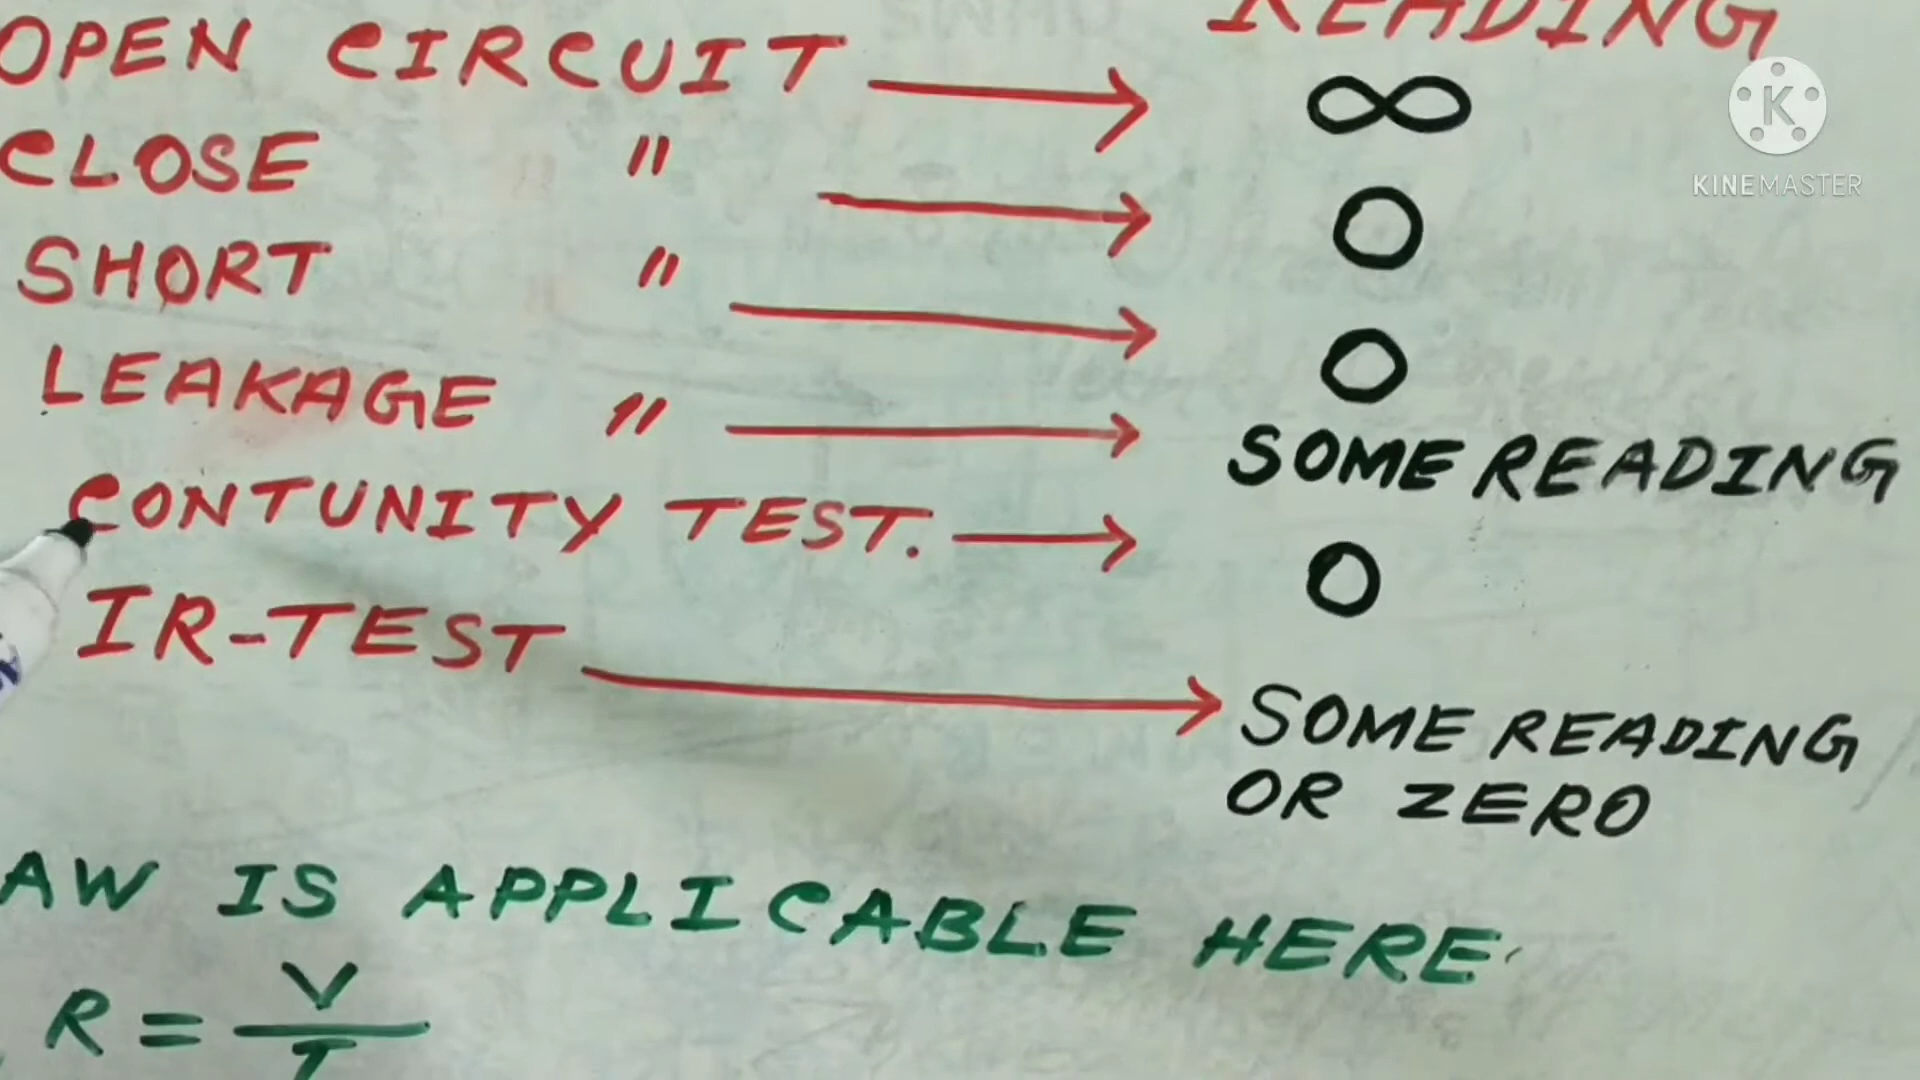 READING
OPEN CIRCUIT → ∞
CLOSE " → 0
SHORT " → 0
LEAKAGE " → SOME READING
CONTUNITY TEST. → 0
IR-TEST → SOME READING
OR ZERO
AW IS APPLICABLE HERE
R = V
I
K
KINEMASTER